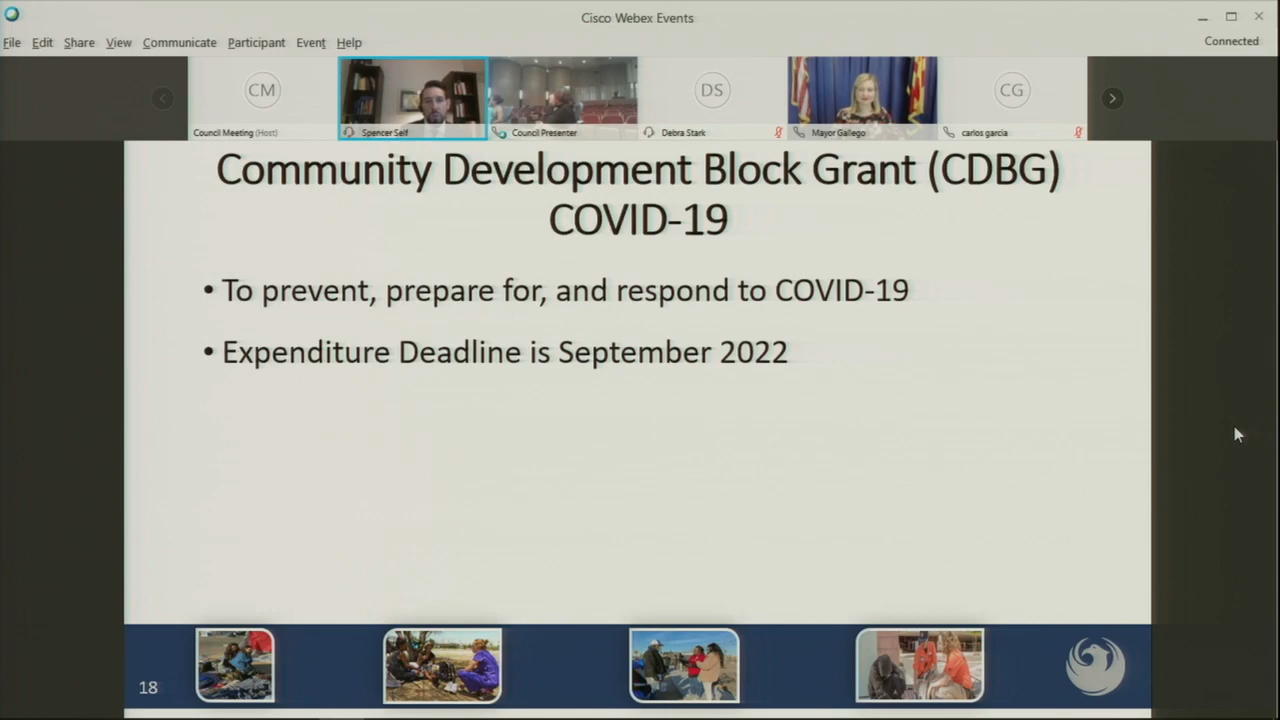 Cisco Webex Events
File Edit Share View Communicate Participant Event Help
Connected
CM
DS
CG
Council Meeting (Host)
Spencer Self
Council Presenter
Debra Stark
Mayor Gallego
carlos garcia
Community Development Block Grant (CDBG)
COVID-19
• To prevent, prepare for, and respond to COVID-19
• Expenditure Deadline is September 2022
18